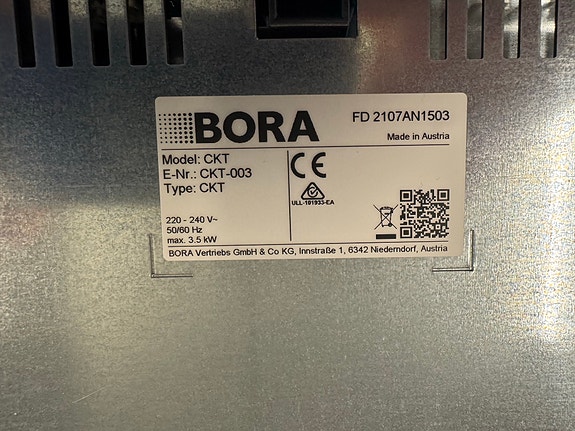 BORA
FD 2107AN1503
Made in Austria
Model: CKT
E-Nr.: CKT-003
Type: CKT
220 - 240 V~
50/60 Hz
max. 3.5 kW
CE
ULL-101933-EA
BORA Vertriebs GmbH & Co KG, Innstraße 1, 6342 Niederndorf, Austria